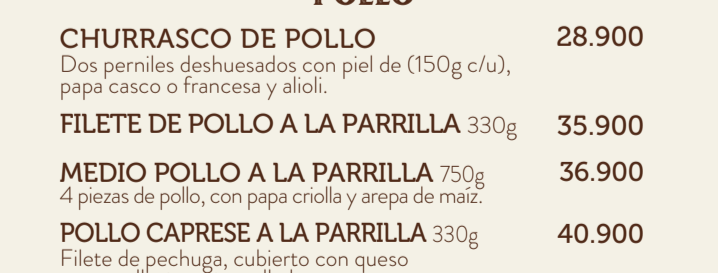 POLLO
CHURRASCO DE POLLO 28.900
Dos perniles deshuesados con piel de (150g c/u),
papa casco o francesa y alioli.
FILETE DE POLLO A LA PARRILLA 330g 35.900
MEDIO POLLO A LA PARRILLA 750g 36.900
4 piezas de pollo, con papa criolla y arepa de maíz.
POLLO CAPRESE A LA PARRILLA 330g 40.900
Filete de pechuga, cubierto con queso